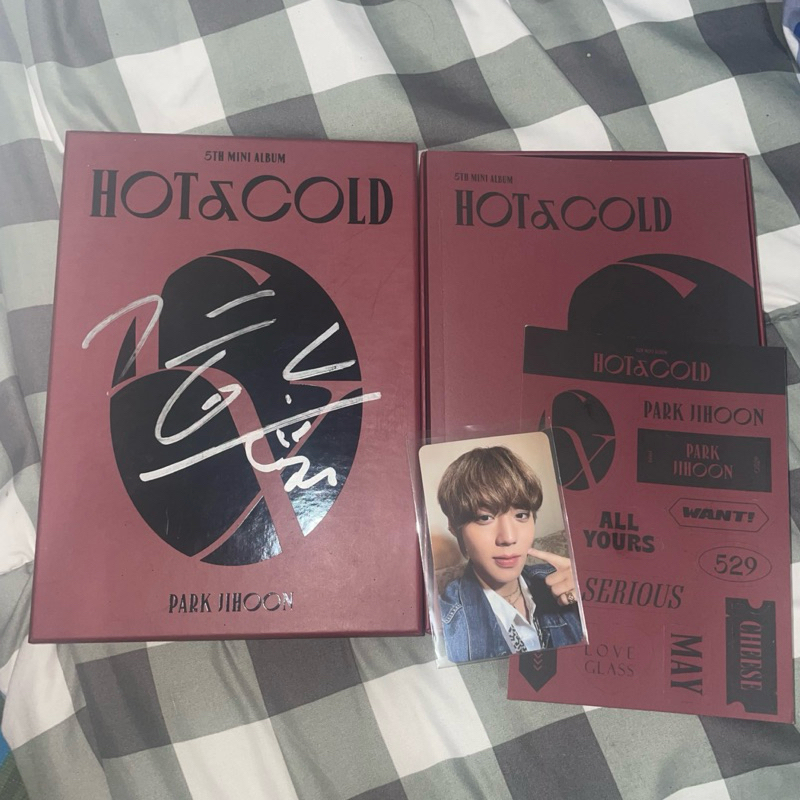 5TH MINI ALBUM
HOT&COLD
PARK JIHOON
5TH MINI ALBUM
HOT&COLD
HOT&COLD
PARK JIHOON
PARK
JIHOON
WANT!
ALL
YOURS
529
SERIOUS
LOVE
GLASS
MAY
CHEESE